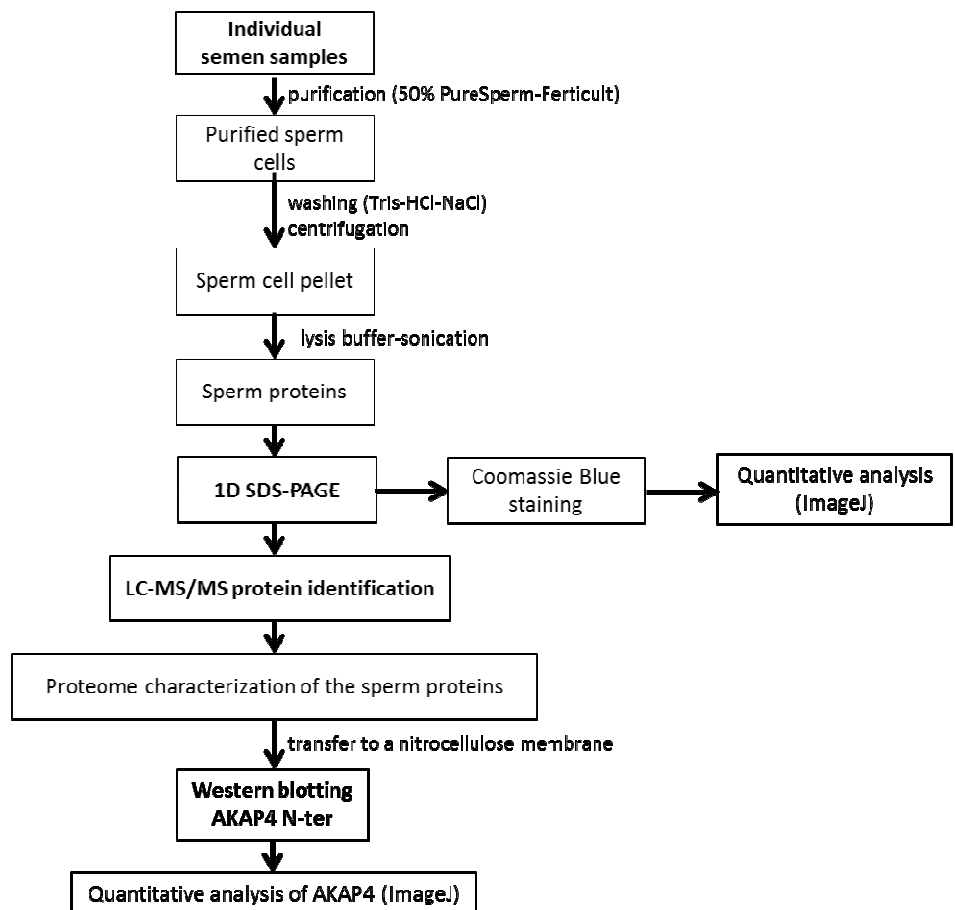 Individual
semen samples
purification (50% PureSperm-Ferticult)
Purified sperm
cells
washing (Tris-HCl-NaCl)
centrifugation
Sperm cell pellet
lysis buffer-sonication
Sperm proteins
1D SDS-PAGE
Coomassie Blue
staining
Quantitative analysis
(ImageJ)
LC-MS/MS protein identification
Proteome characterization of the sperm proteins
transfer to a nitrocellulose membrane
Western blotting
AKAP4 N-ter
Quantitative analysis of AKAP4 (ImageJ)